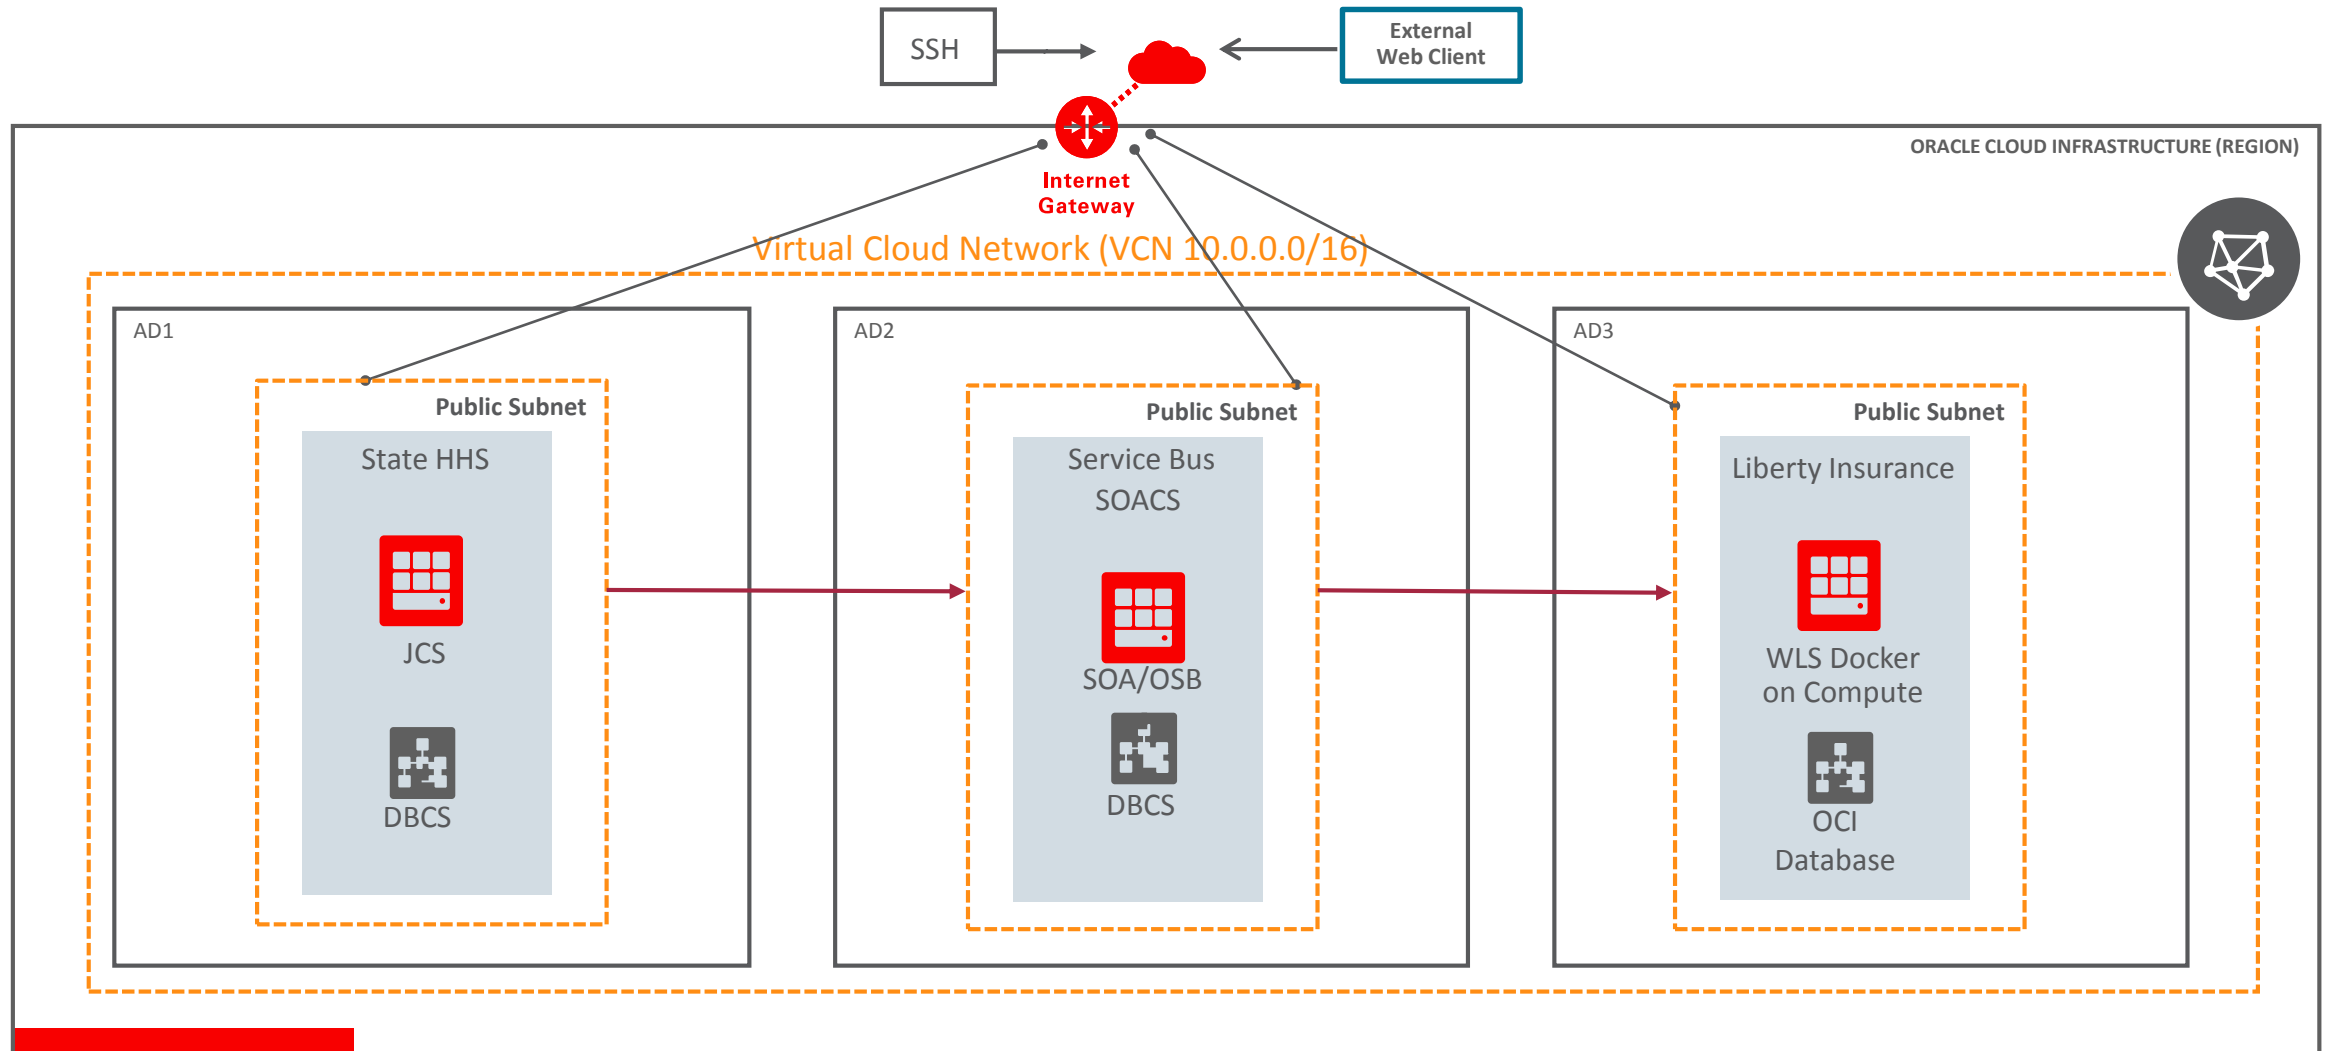 SSH
External
Web Client
ORACLE CLOUD INFRASTRUCTURE (REGION)
Internet
Gateway
Virtual Cloud Network (VCN 10.0.0.0/16)
AD1
Public Subnet
State HHS
JCS
DBCS
AD2
Public Subnet
Service Bus
SOACS
SOA/OSB
DBCS
AD3
Public Subnet
Liberty Insurance
WLS Docker
on Compute
OCI
Database